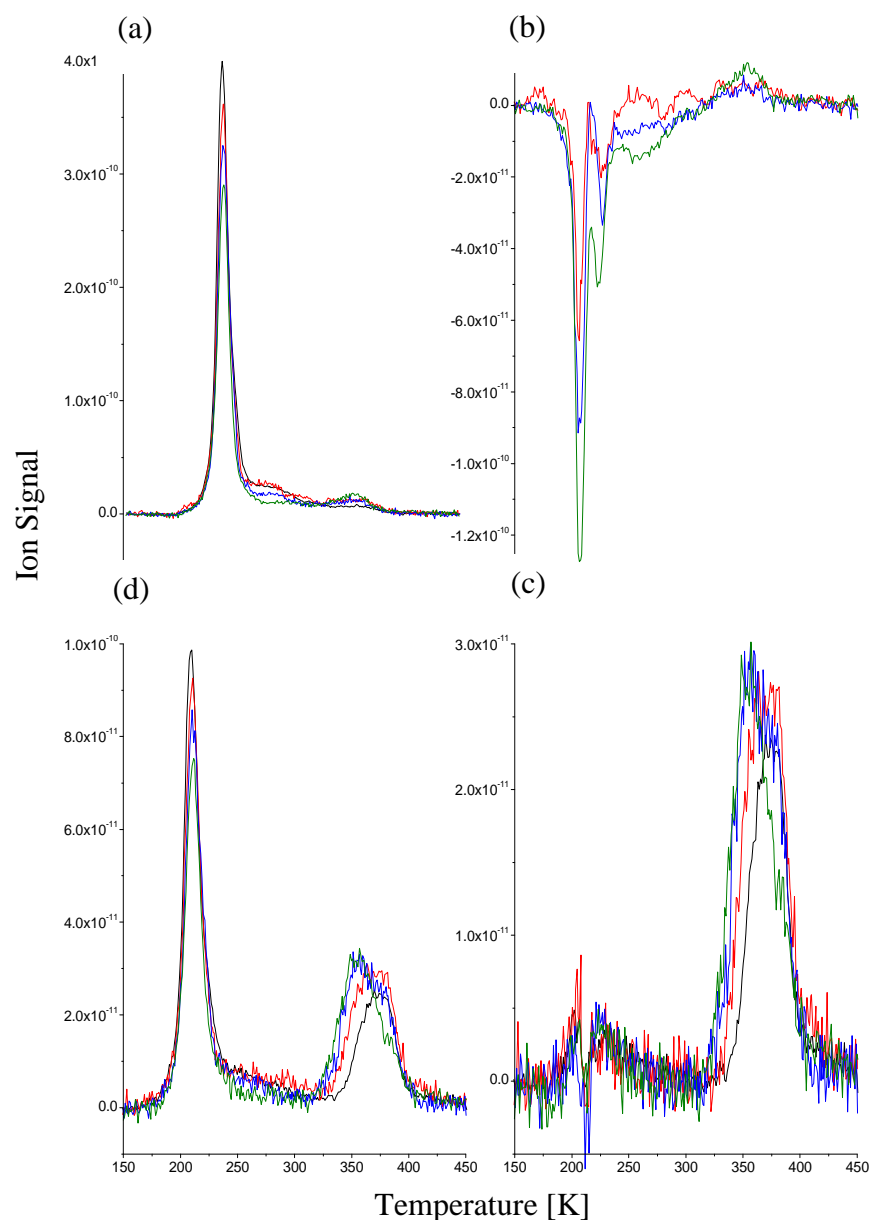 (a)
(b)
4.0x1
3.0x10-10
2.0x10-10
1.0x10-10
0.0
0.0
-2.0x10-11
-4.0x10-11
-6.0x10-11
-8.0x10-11
-1.0x10-10
-1.2x10-10
Ion Signal
(d)
(c)
1.0x10-10
8.0x10-11
6.0x10-11
4.0x10-11
2.0x10-11
0.0
3.0x10-11
2.0x10-11
1.0x10-11
0.0
150 200 250 300 350 400 450
150 200 250 300 350 400 450
Temperature [K]